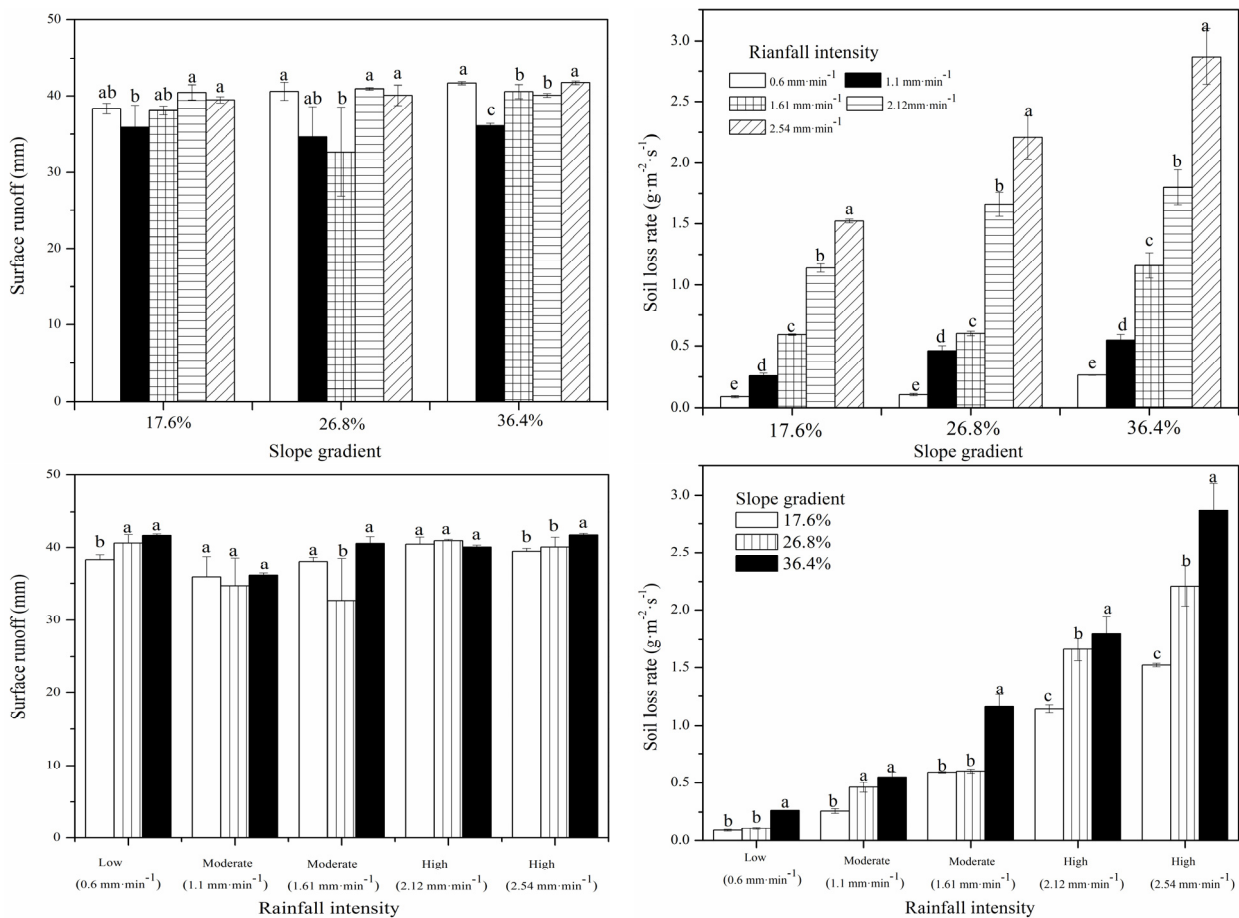 50
40
30
20
10
0
Surface runoff (mm)
ab b ab a a
a ab b a a
a c b b a
17.6% 26.8% 36.4%
Slope gradient
3.0
2.5
2.0
1.5
1.0
0.5
0.0
Soil loss rate (g·m⁻²·s⁻¹)
Rianfall intensity
0.6 mm·min⁻¹ 1.1 mm·min⁻¹
1.61 mm·min⁻¹ 2.12mm·min⁻¹
2.54 mm·min⁻¹
e d c b a
e d c b a
e d c b a
17.6% 26.8% 36.4%
Slope gradient
50
40
30
20
10
0
Surface runoff (mm)
b a a
a a a
a b a
a a a
b b a
Low Moderate Moderate High High
(0.6 mm·min⁻¹) (1.1 mm·min⁻¹) (1.61 mm·min⁻¹) (2.12 mm·min⁻¹) (2.54 mm·min⁻¹)
Rainfall intensity
3.0
2.5
2.0
1.5
1.0
0.5
0.0
Soil loss rate (g·m⁻²·s⁻¹)
Slope gradient
17.6%
26.8%
36.4%
b b a
b a a
b b a
c b a
c b a
Low Moderate Moderate High High
(0.6 mm·min⁻¹) (1.1 mm·min⁻¹) (1.61 mm·min⁻¹) (2.12 mm·min⁻¹) (2.54 mm·min⁻¹)
Rainfall intensity